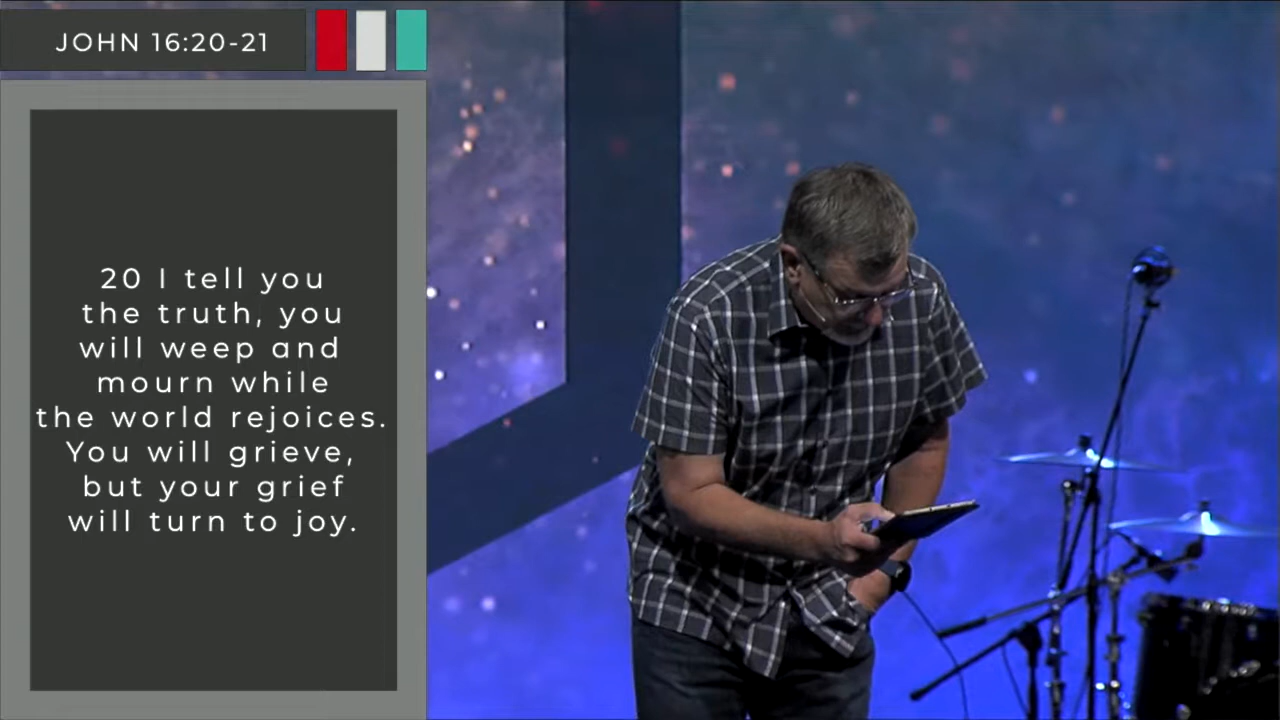 JOHN 16:20-21
20 I tell you
the truth, you
will weep and
mourn while
the world rejoices.
You will grieve,
but your grief
will turn to joy.